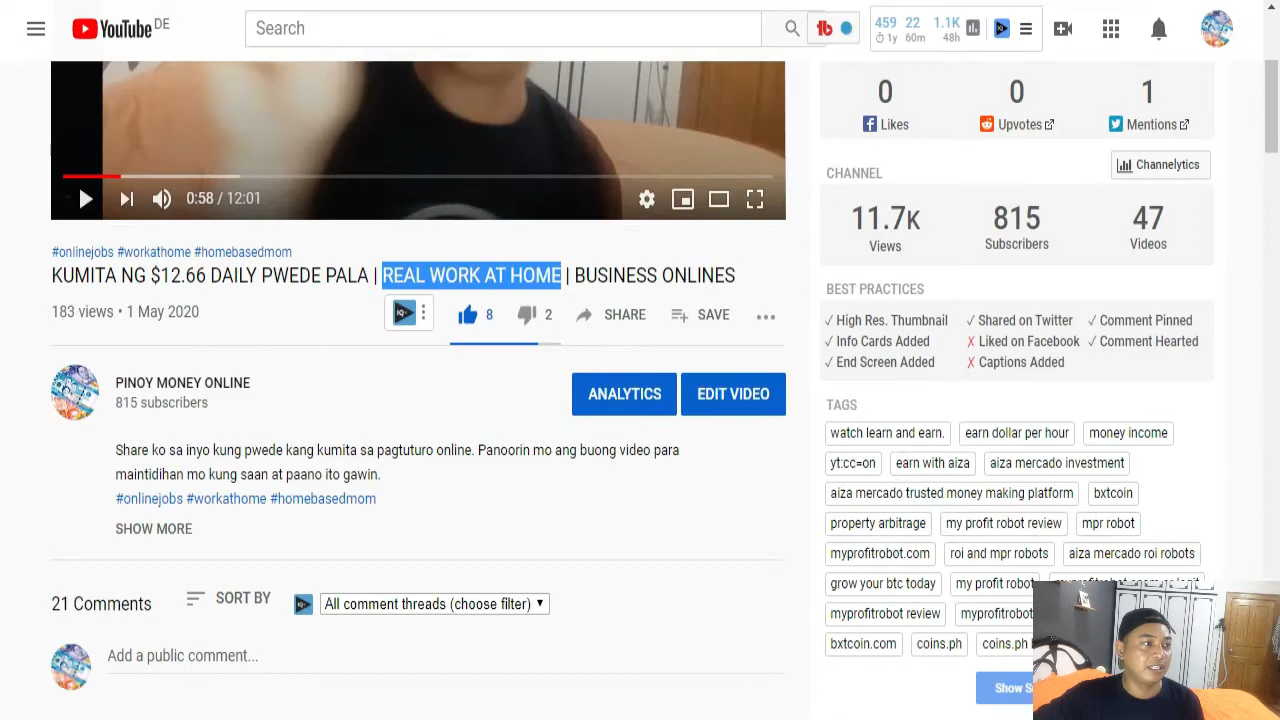 YouTube DE
Search
459 22 1.1K
1y 60m 48h
0 0 1
Likes Upvotes Mentions
0:58 / 12:01
CHANNEL Channelytics
11.7K 815 47
Views Subscribers Videos
#onlinejobs #workathome #homebasedmom
KUMITA NG $12.66 DAILY PWEDE PALA | REAL WORK AT HOME | BUSINESS ONLINES
183 views • 1 May 2020
IQ 8 2 SHARE SAVE
BEST PRACTICES
✓ High Res. Thumbnail ✓ Shared on Twitter ✓ Comment Pinned
✓ Info Cards Added ✗ Liked on Facebook ✓ Comment Hearted
✓ End Screen Added ✗ Captions Added
PINOY MONEY ONLINE
815 subscribers
ANALYTICS EDIT VIDEO
Share ko sa inyo kung pwede kang kumita sa pagtuturo online. Panoorin mo ang buong video para
maintidihan mo kung saan at paano ito gawin.
#onlinejobs #workathome #homebasedmom
SHOW MORE
TAGS
watch learn and earn. earn dollar per hour money income
yt:cc=on earn with aiza aiza mercado investment
aiza mercado trusted money making platform bxtcoin
property arbitrage my profit robot review mpr robot
myprofitrobot.com roi and mpr robots aiza mercado roi robots
grow your btc today my profit robot
myprofitrobot review myprofitrobot
bxtcoin.com coins.ph coins.ph
Show
21 Comments SORT BY All comment threads (choose filter)
Add a public comment...